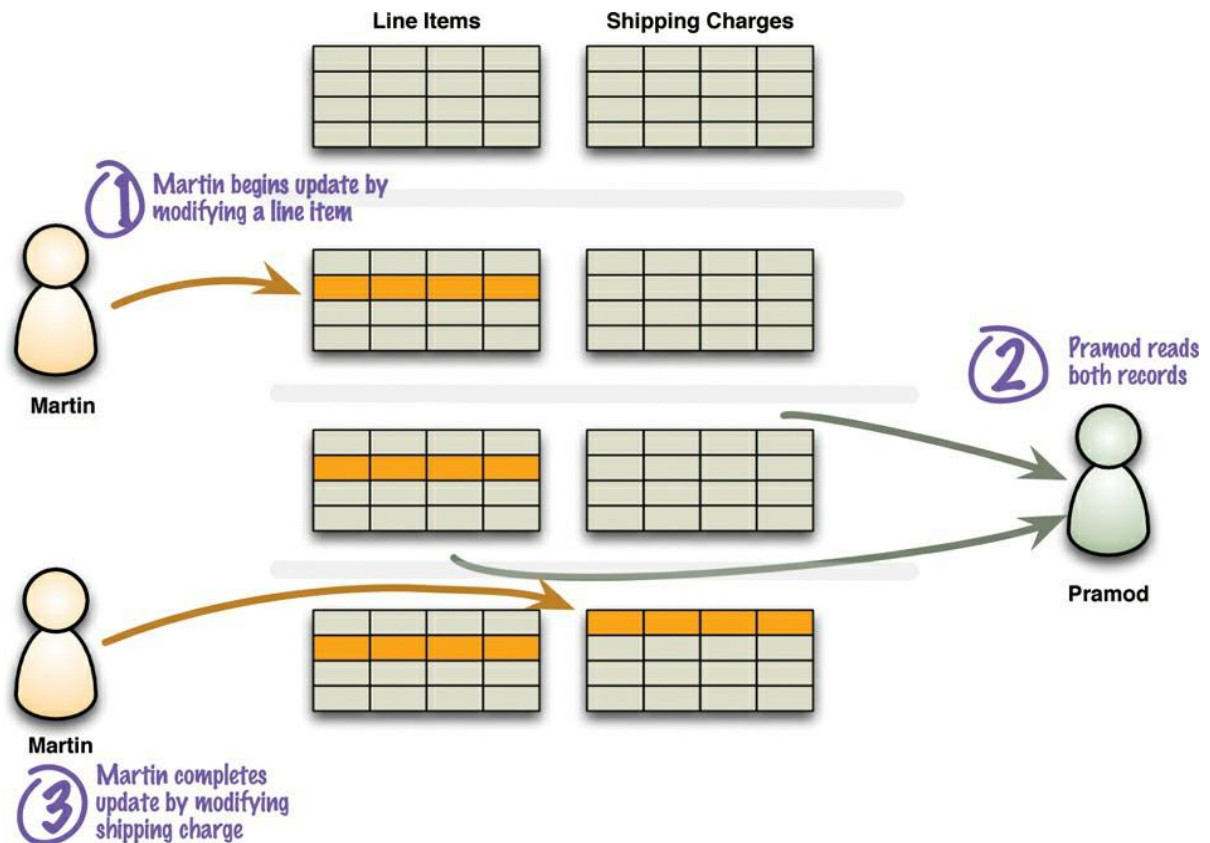 Line Items
Shipping Charges
1
Martin begins update by
modifying a line item
Martin
2
Pramod reads
both records
Pramod
Martin
3
Martin completes
update by modifying
shipping charge